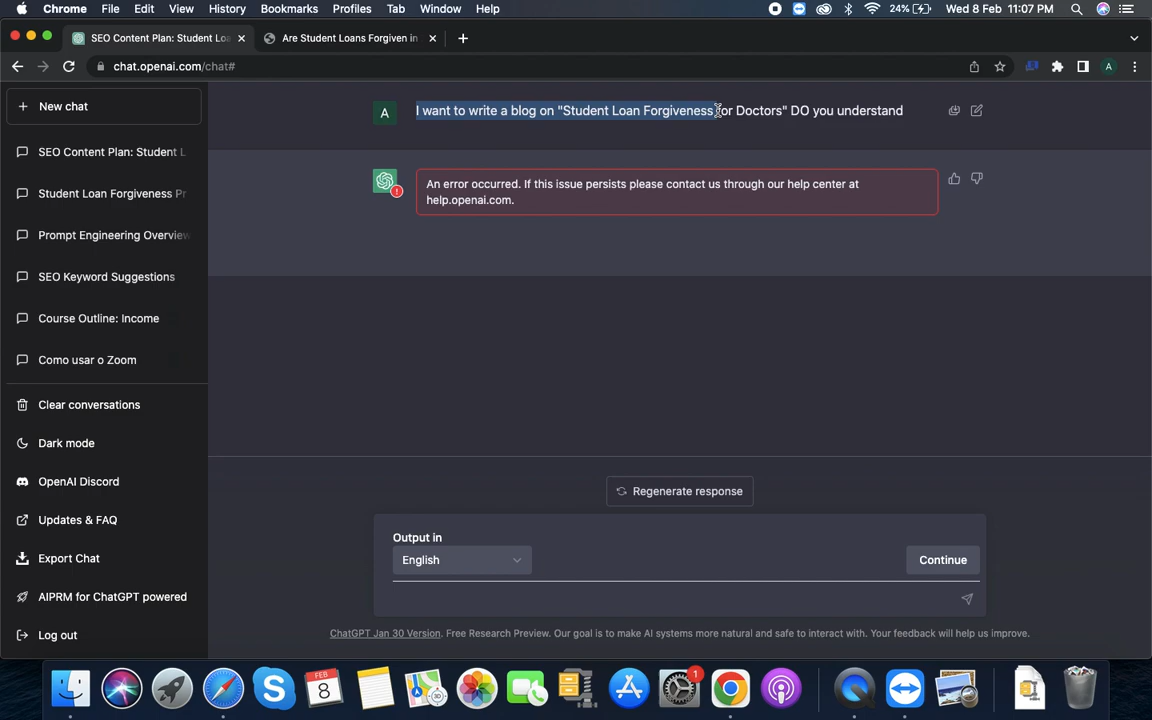 Chrome File Edit View History Bookmarks Profiles Tab Window Help 24% Wed 8 Feb 11:07 PM
SEO Content Plan: Student Loa
Are Student Loans Forgiven in
chat.openai.com/chat#
A
New chat
SEO Content Plan: Student L
Student Loan Forgiveness Pr
Prompt Engineering Overview
SEO Keyword Suggestions
Course Outline: Income
Como usar o Zoom
Clear conversations
Dark mode
OpenAI Discord
Updates & FAQ
Export Chat
AIPRM for ChatGPT powered
Log out
A
I want to write a blog on "Student Loan Forgiveness for Doctors" DO you understand
An error occurred. If this issue persists please contact us through our help center at
help.openai.com.
Regenerate response
Output in
English
Continue
ChatGPT Jan 30 Version. Free Research Preview. Our goal is to make AI systems more natural and safe to interact with. Your feedback will help us improve.
FEB
8
1